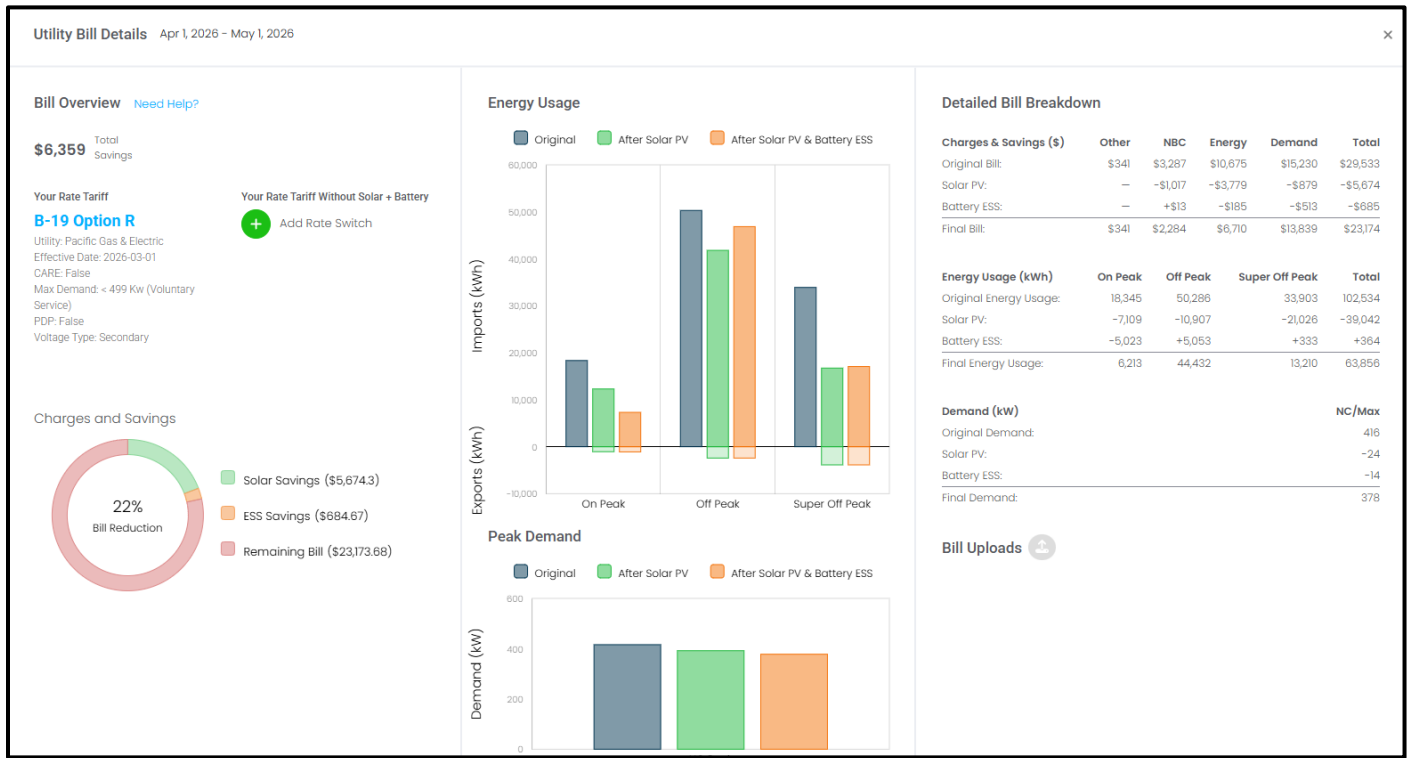 Utility Bill Details Apr 1, 2026 - May 1, 2026 ×
Bill Overview Need Help?
$6,359 Total Savings
Your Rate Tariff
B-19 Option R
Utility: Pacific Gas & Electric
Effective Date: 2026-03-01
CARE: False
Max Demand: < 499 Kw (Voluntary
Service)
PDP: False
Voltage Type: Secondary
Your Rate Tariff Without Solar + Battery
+ Add Rate Switch
Charges and Savings
22%
Bill Reduction
Solar Savings ($5,674.3)
ESS Savings ($684.67)
Remaining Bill ($23,173.68)
Energy Usage
Original After Solar PV After Solar PV & Battery ESS
Imports (kWh)
Exports (kWh)
60,000
50,000
40,000
30,000
20,000
10,000
0
-10,000
On Peak Off Peak Super Off Peak
Peak Demand
Original After Solar PV After Solar PV & Battery ESS
Demand (kW)
600
400
200
0
Detailed Bill Breakdown
Charges & Savings ($) Other NBC Energy Demand Total
Original Bill: $341 $3,287 $10,675 $15,230 $29,533
Solar PV: — -$1,017 -$3,779 -$879 -$5,674
Battery ESS: — +$13 -$185 -$513 -$685
Final Bill: $341 $2,284 $6,710 $13,839 $23,174
Energy Usage (kWh) On Peak Off Peak Super Off Peak Total
Original Energy Usage: 18,345 50,286 33,903 102,534
Solar PV: -7,109 -10,907 -21,026 -39,042
Battery ESS: -5,023 +5,053 +333 +364
Final Energy Usage: 6,213 44,432 13,210 63,856
Demand (kW) NC/Max
Original Demand: 416
Solar PV: -24
Battery ESS: -14
Final Demand: 378
Bill Uploads